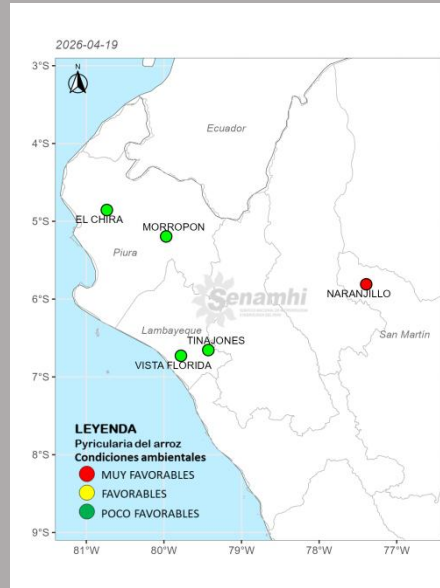 2026-04-19
N
3°S
4°S
5°S
6°S
7°S
8°S
9°S
Ecuador
EL CHIRA
MORROPON
Piura
NARANJILLO
Senamhi
San Martín
Lambayeque
TINAJONES
VISTA FLORIDA
LEYENDA
Pyricularia del arroz
Condiciones ambientales
MUY FAVORABLES
FAVORABLES
POCO FAVORABLES
81°W
80°W
79°W
78°W
77°W